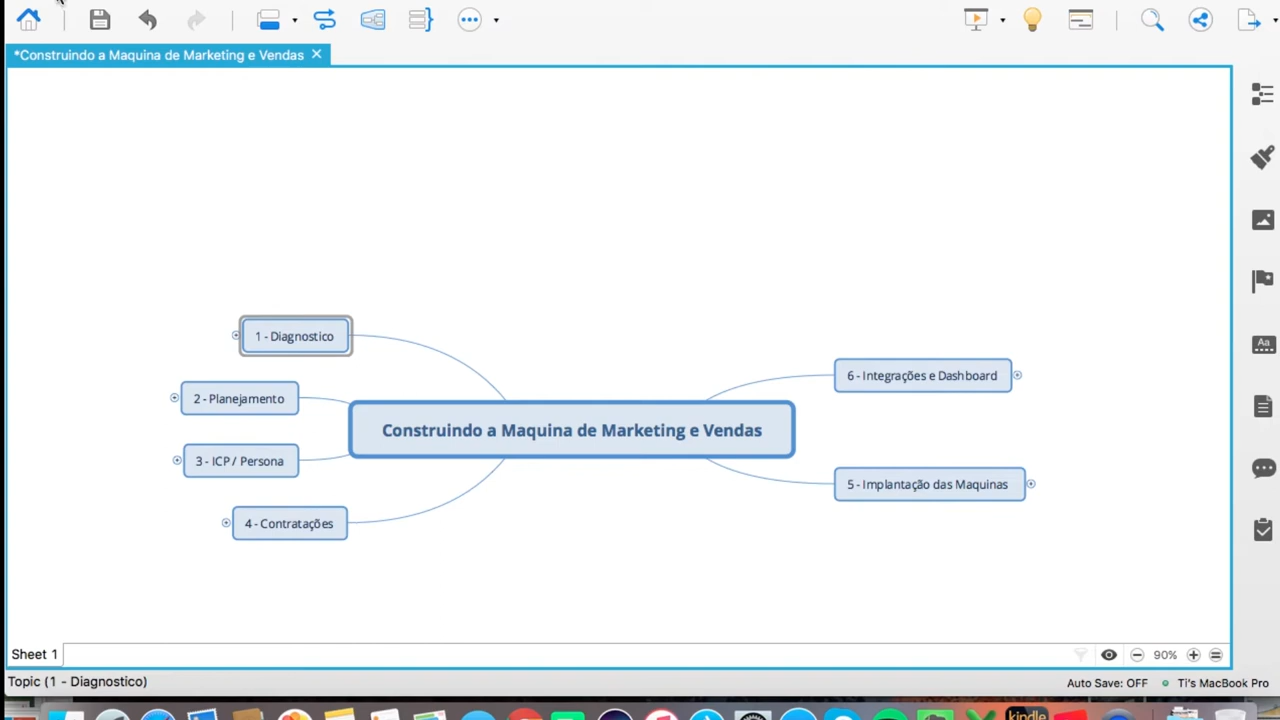 *Construindo a Maquina de Marketing e Vendas
Aa
1 - Diagnostico
2 - Planejamento
3 - ICP / Persona
4 - Contratações
Construindo a Maquina de Marketing e Vendas
6 - Integrações e Dashboard
5 - Implantação das Maquinas
Sheet 1
90%
Topic (1 - Diagnostico)
Auto Save: OFF
Ti's MacBook Pro
kindle